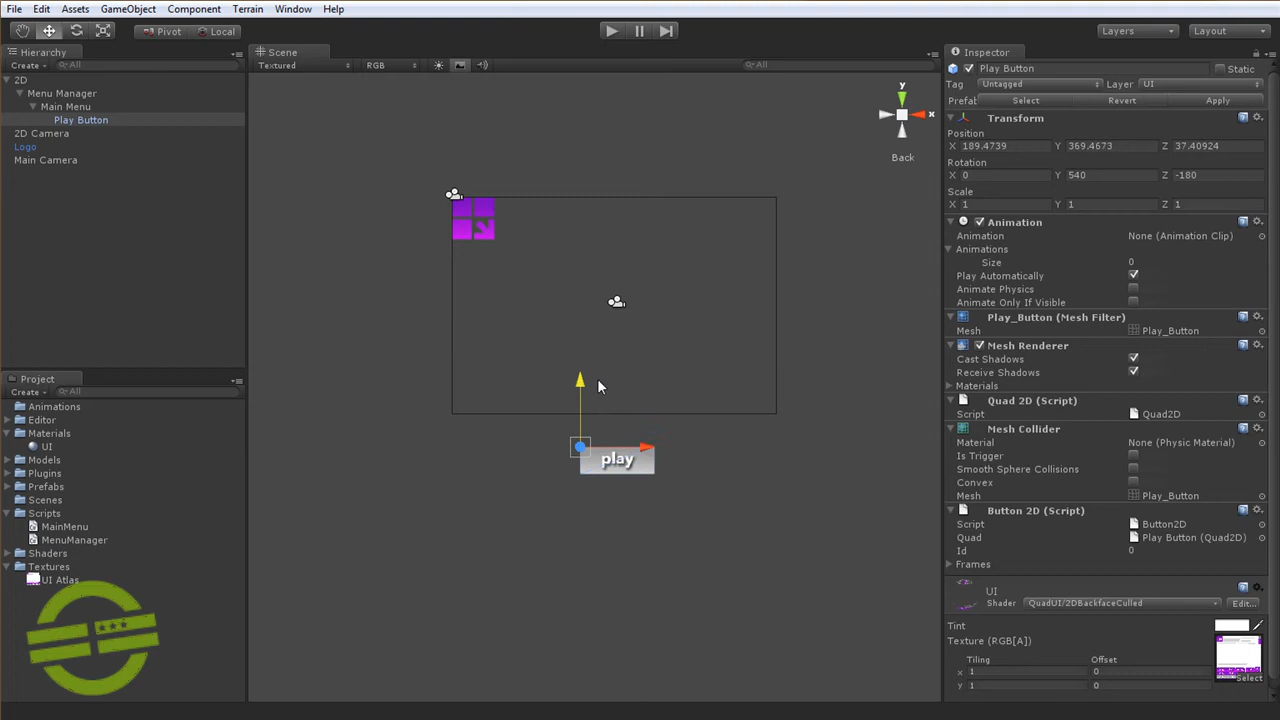 File Edit Assets GameObject Component Terrain Window Help
Pivot Local Layers Layout
Hierarchy
Create All
2D
Menu Manager
Main Menu
Play Button
2D Camera
Logo
Main Camera
Project
Create All
Animations
Editor
Materials
UI
Models
Plugins
Prefabs
Scenes
Scripts
MainMenu
MenuManager
Shaders
Textures
UI Atlas
Scene
Textured RGB All
y
x
Back
play
Inspector
Play Button Static
Tag Untagged Layer UI
Prefab Select Revert Apply
Transform
Position
X 189.4739 Y 369.4673 Z 37.40924
Rotation
X 0 Y 540 Z -180
Scale
X 1 Y 1 Z 1
Animation
Animation None (Animation Clip)
Animations
Size 0
Play Automatically
Animate Physics
Animate Only If Visible
Play_Button (Mesh Filter)
Mesh Play_Button
Mesh Renderer
Cast Shadows
Receive Shadows
Materials
Quad 2D (Script)
Script Quad2D
Mesh Collider
Material None (Physic Material)
Is Trigger
Smooth Sphere Collisions
Convex
Mesh Play_Button
Button 2D (Script)
Script Button2D
Quad Play Button (Quad2D)
Id 0
Frames
UI
Shader QuadUI/2DBackfaceCulled Edit...
Tint
Texture (RGB[A])
Tiling Offset
x 1 0
y 1 0
Select